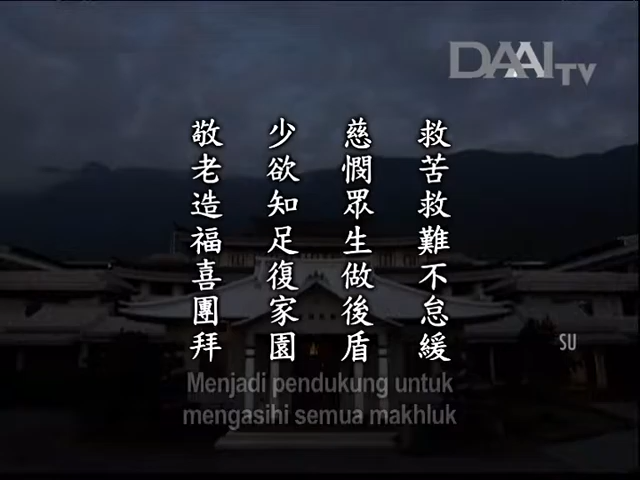 DAAI TV
救苦救難不怠緩
慈憫眾生做後盾
少欲知足復家園
敬老造福喜團拜
SU
Menjadi pendukung untuk
mengasihi semua makhluk